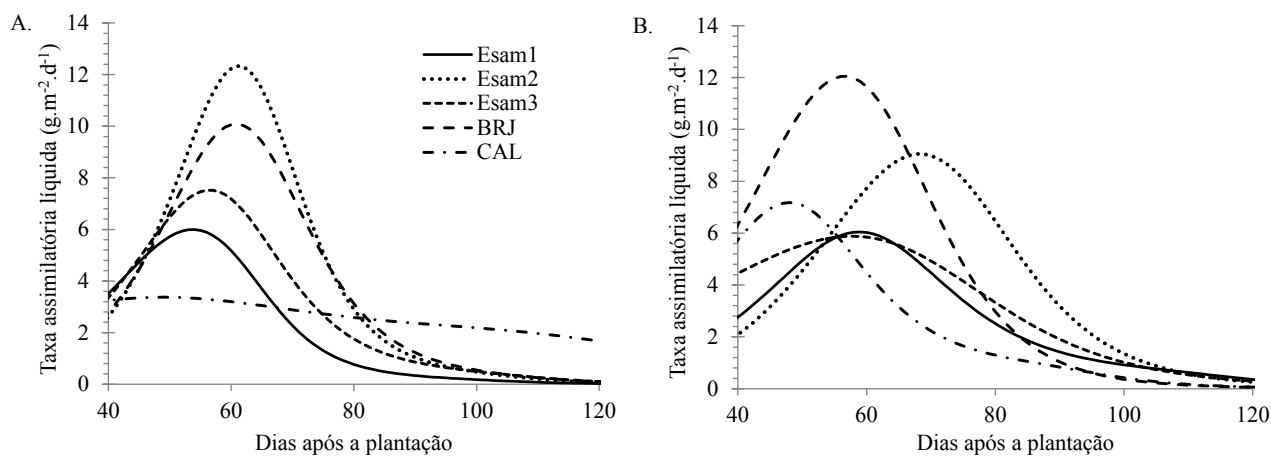 A.
Taxa assimilatória líquida (g.m⁻².d⁻¹)
14
12
10
8
6
4
2
0
40
60
80
100
120
Dias após a plantação
Esam1
Esam2
Esam3
BRJ
CAL
B.
Taxa assimilatória líquida (g.m⁻².d⁻¹)
14
12
10
8
6
4
2
0
40
60
80
100
120
Dias após a plantação